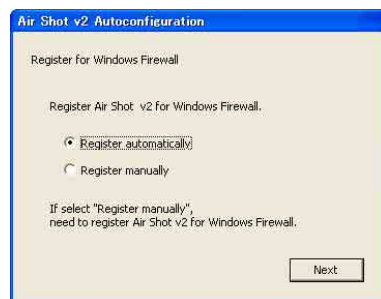 Air Shot v2 Autoconfiguration
Register for Windows Firewall
Register Air Shot v2 for Windows Firewall.
Register automatically
Register manually
If select "Register manually",
need to register Air Shot v2 for Windows Firewall.
Next